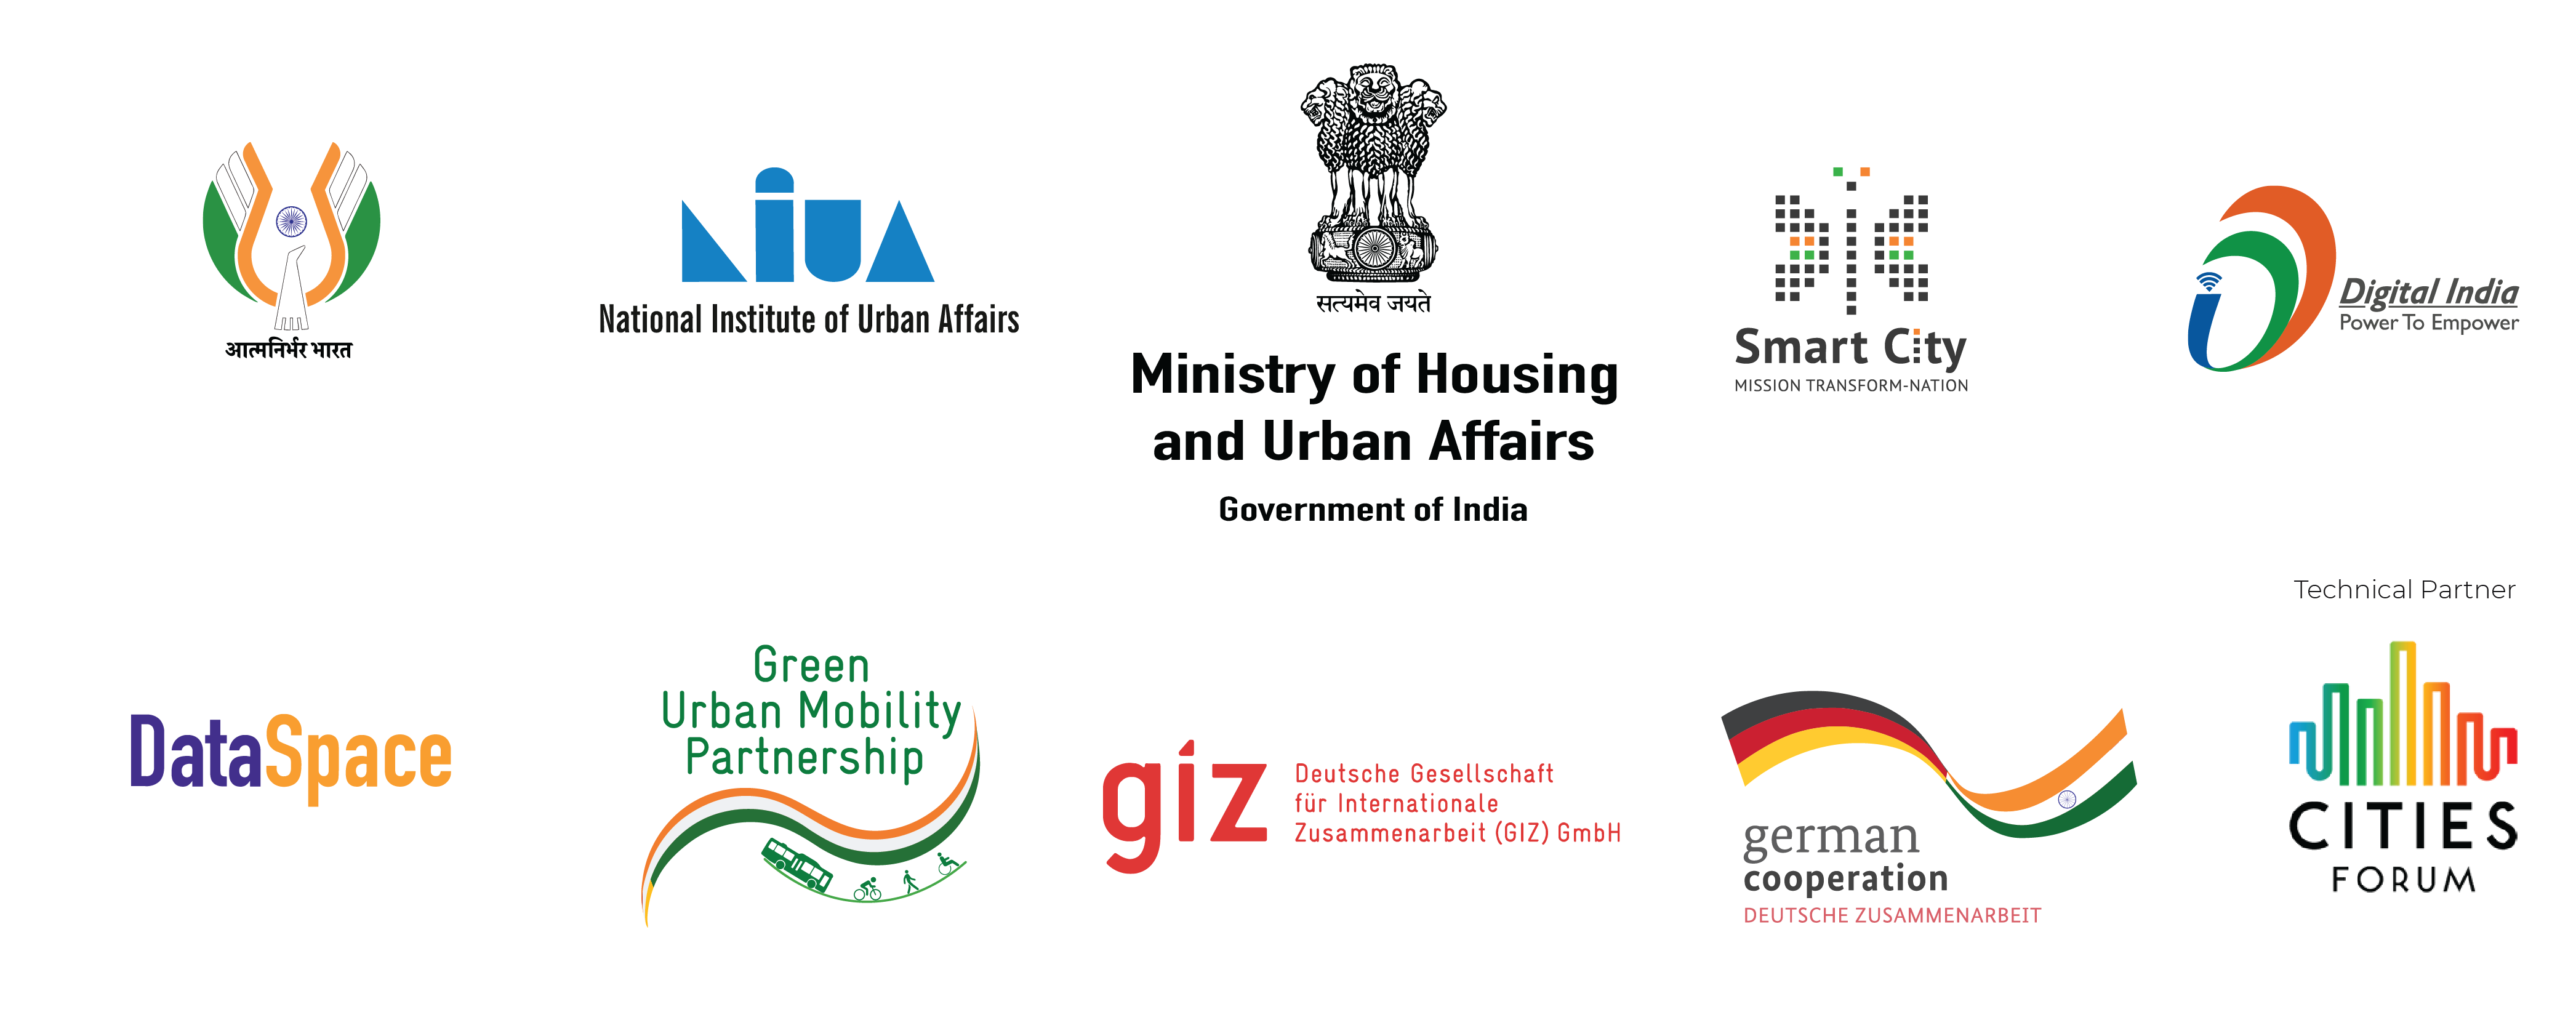 आत्मनिर्भर भारत
NiUA
National Institute of Urban Affairs
सत्यमेव जयते
Ministry of Housing
and Urban Affairs
Government of India
Smart City
MISSION TRANSFORM-NATION
Digital India
Power To Empower
DataSpace
Green
Urban Mobility
Partnership
giz
Deutsche Gesellschaft
für Internationale
Zusammenarbeit (GIZ) GmbH
german
cooperation
DEUTSCHE ZUSAMMENARBEIT
Technical Partner
CITIES
FORUM